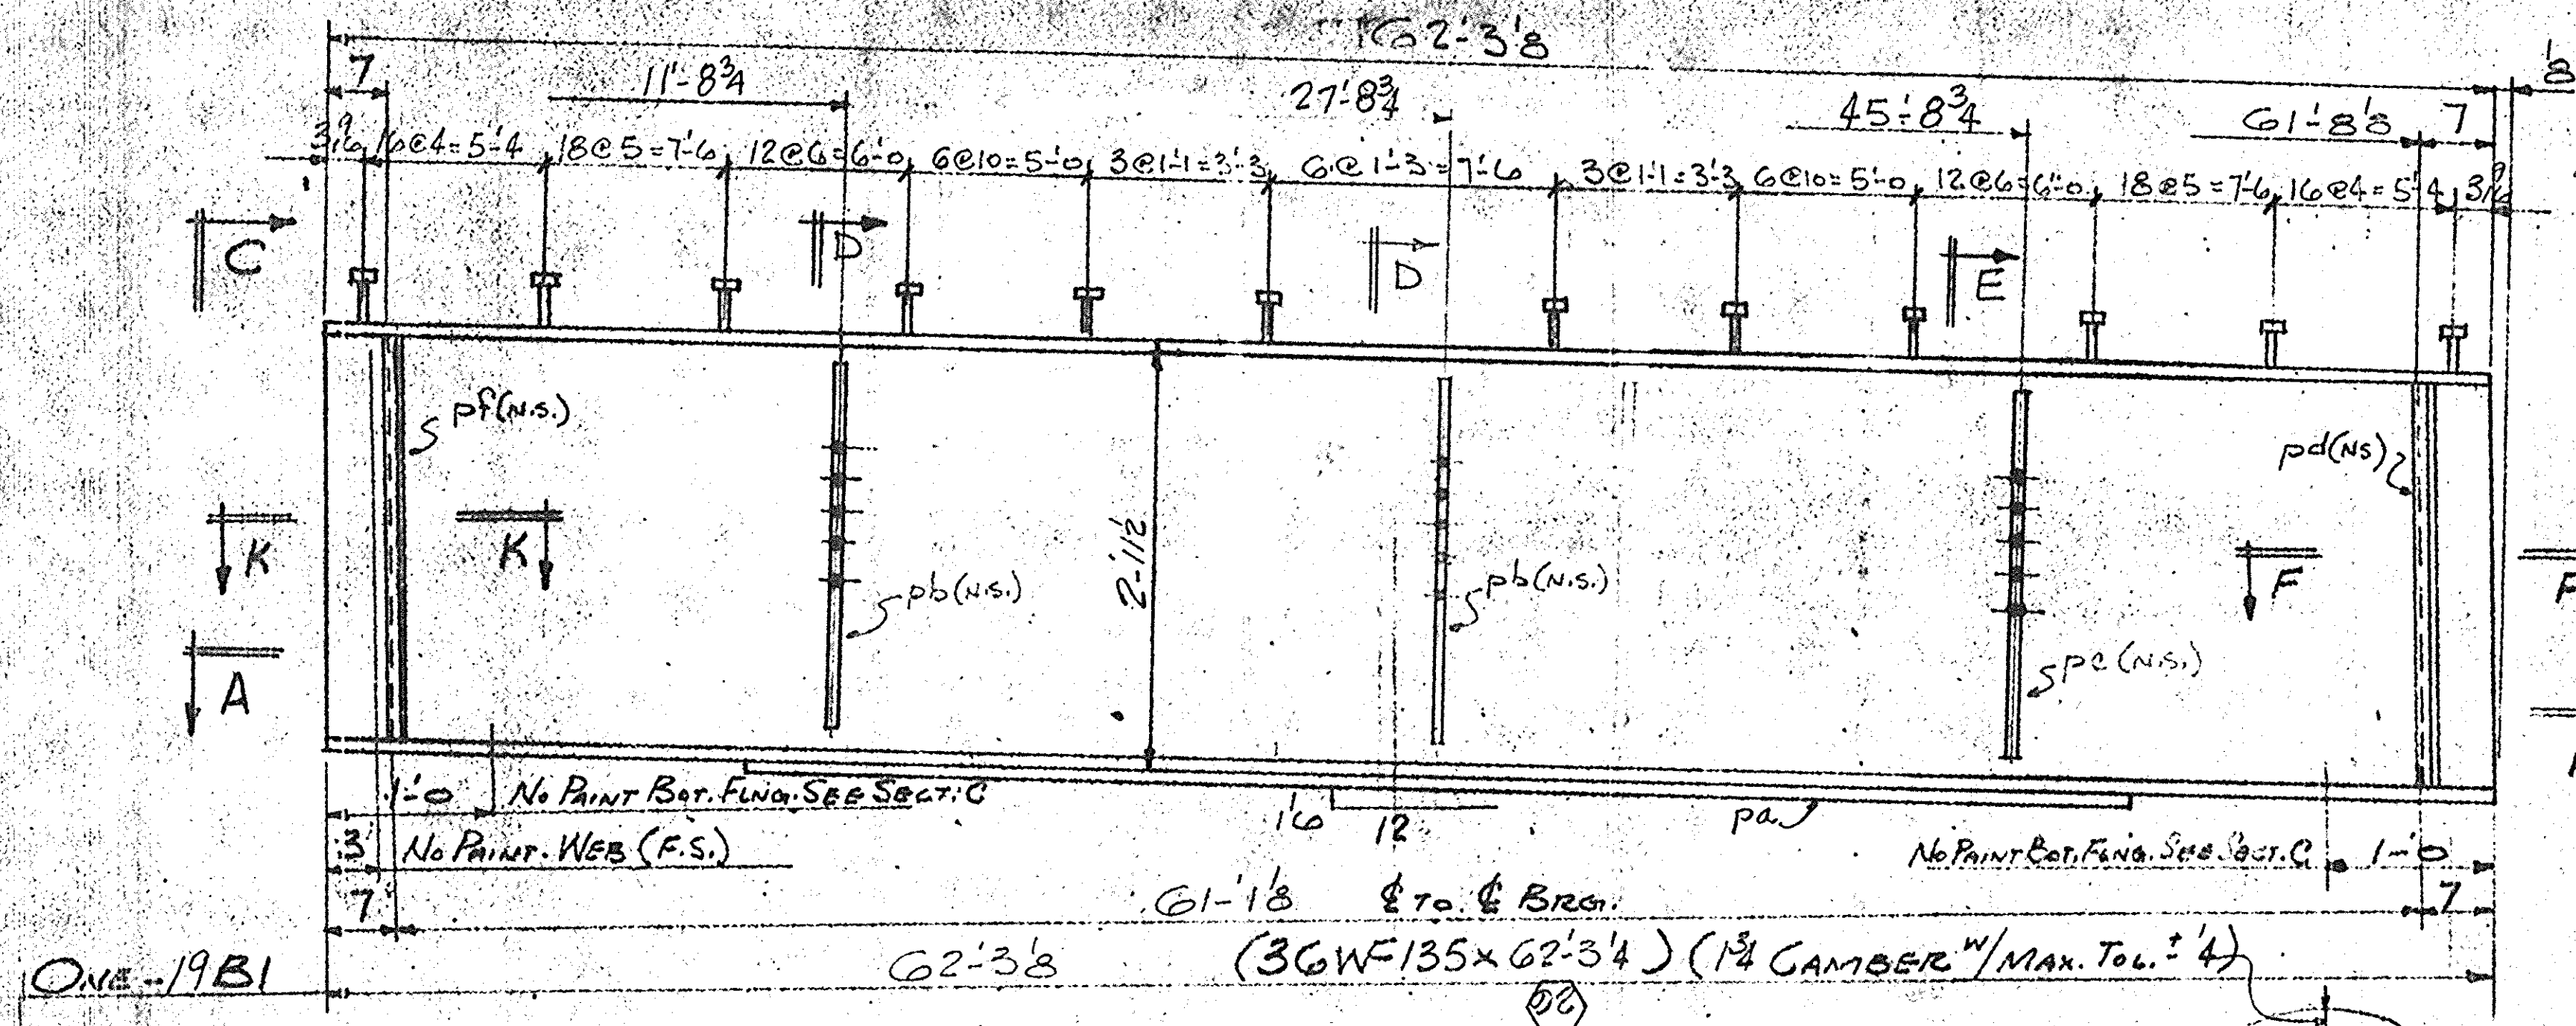 62'-3 1/8
7 11'-8 3/4 27'-8 3/4 45'-8 3/4 61'-8 1/8 7 1/8
3 9/16 16@4=5'-4 18@5=7'-6 12@6=6'-0 6@10=5'-0 3@1'-1=3'-3 6@1'-3=7'-6 3@1'-1=3'-3 6@10=5'-0 12@6=6'-0 18@5=7'-6 16@4=5'-4 3 9/16
C D D E
pf(N.S.)
pd(NS)
K K 2'-11 1/2 F
pb(N.S.) pb(N.S.)
A pc(N.S.)
1'-0 No Paint Bot. Flng. See Sect. C
1 6 12 pa
3 No Paint. Web (F.S.) No Paint Bot. Flng. See Sect. C 1'-0
7 61'-1 1/8 ℄ to ℄ Brg. 7
One-19B1 62'-3 1/8 (36WF135x62'-3 1/4) (1 3/4 Camber w/Max. Tol. ± 1/4)